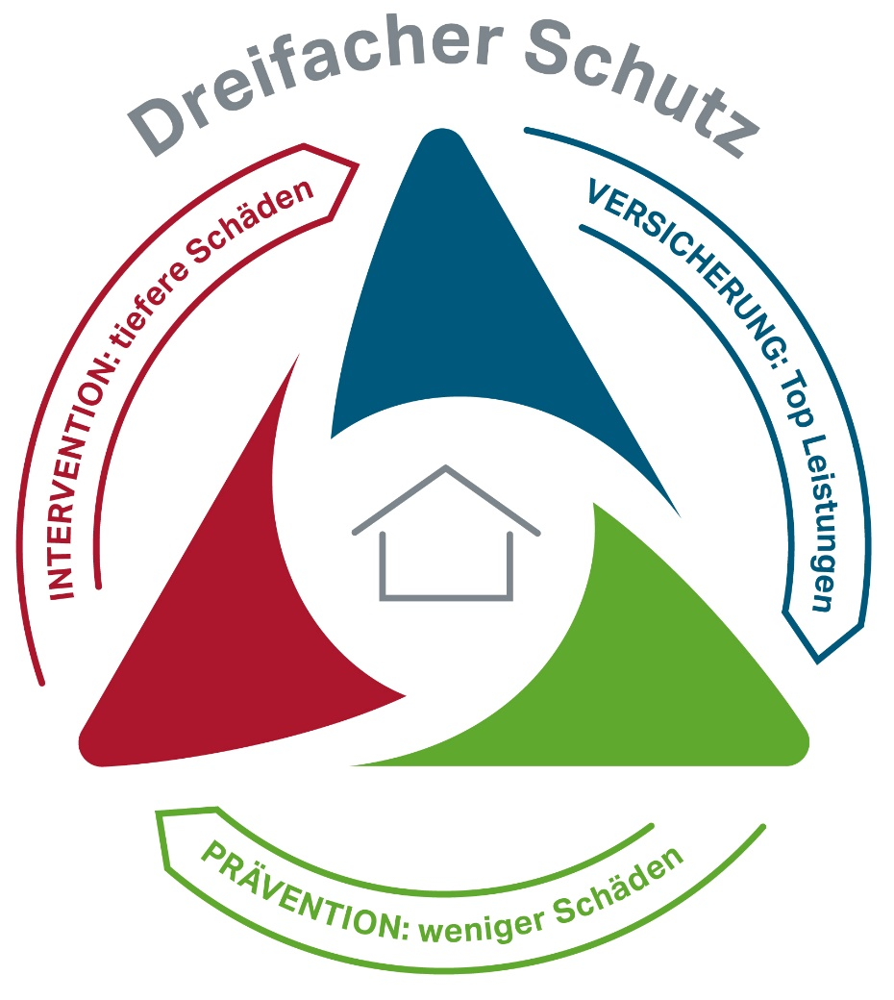 Dreifacher Schutz
INTERVENTION: tiefere Schäden
VERSICHERUNG: Top Leistungen
PRÄVENTION: weniger Schäden